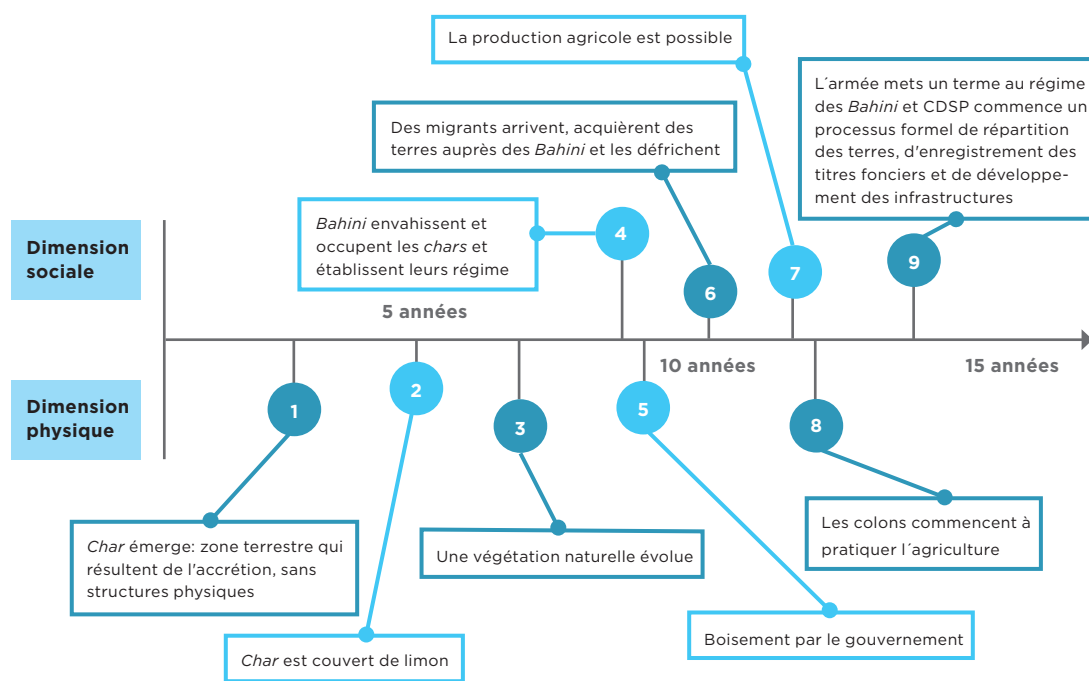 La production agricole est possible
L´armée mets un terme au régime
des Bahini et CDSP commence un
processus formel de répartition
des terres, d'enregistrement des
titres fonciers et de développe-
ment des infrastructures
Des migrants arrivent, acquièrent des
terres auprès des Bahini et les défrichent
Bahini envahissent et
occupent les chars et
établissent leurs régime
Dimension
sociale
4
9
7
6
5 années
10 années
15 années
Dimension
physique
1
2
3
5
8
Char émerge: zone terrestre qui
résultent de l'accrétion, sans
structures physiques
Une végétation naturelle évolue
Les colons commencent à
pratiquer l´agriculture
Char est couvert de limon
Boisement par le gouvernement